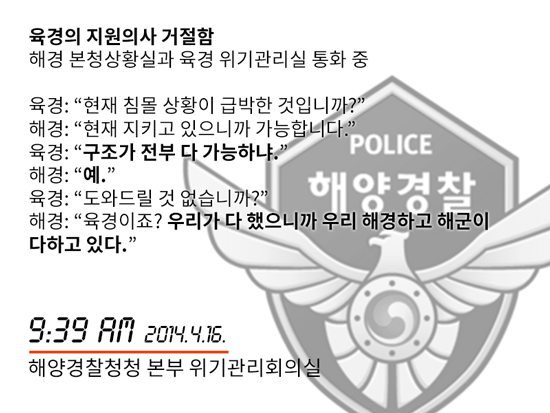 육경의 지원의사 거절함
해경 본청상황실과 육경 위기관리실 통화 중
육경: “현재 침몰 상황이 급박한 것입니까?”
해경: “현재 지키고 있으니까 가능합니다.”
육경: “구조가 전부 다 가능하냐.”
해경: “예.”
육경: “도와드릴 것 없습니까?”
해경: “육경이죠? 우리가 다 했으니까 우리 해경하고 해군이
다하고 있다.”
POLICE
해양경찰
9:39 AM 2014.4.16.
해양경찰청청 본부 위기관리회의실